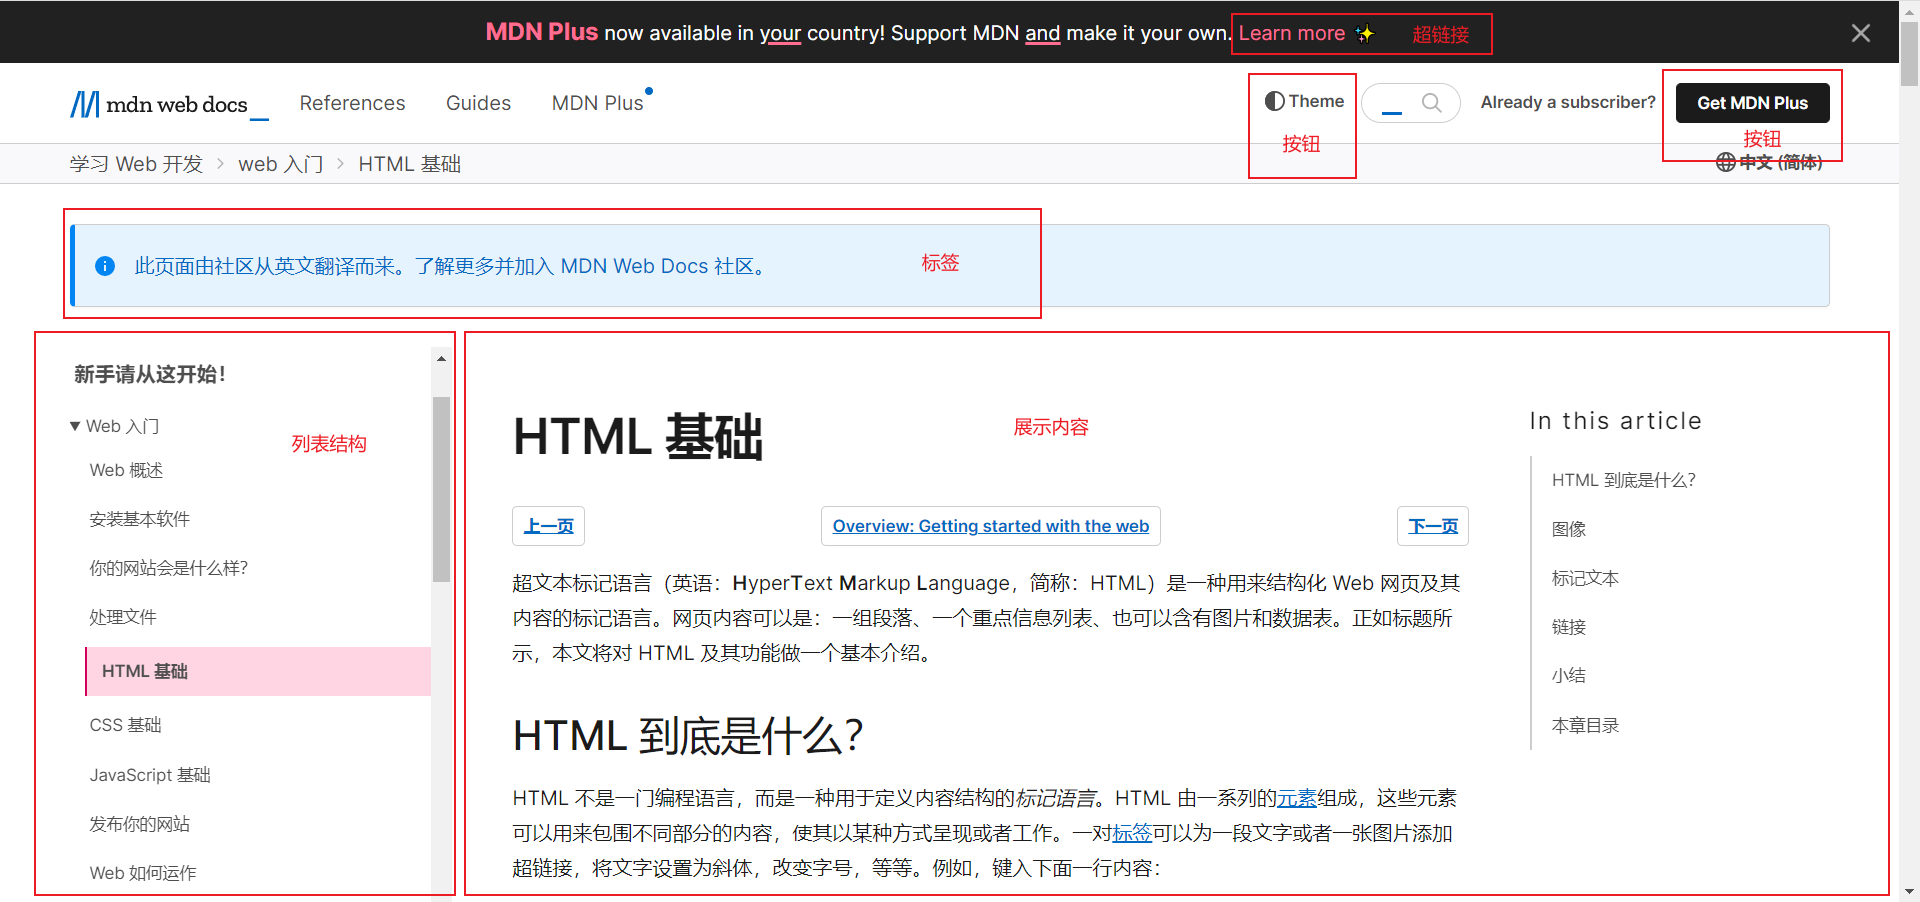 MDN Plus now available in your country! Support MDN and make it your own. Learn more ✨ 超链接
mdn web docs_ References Guides MDN Plus Theme Already a subscriber? Get MDN Plus
按钮 按钮
学习 Web 开发 > web 入门 > HTML 基础 中文 (简体)
此页面由社区从英文翻译而来。了解更多并加入 MDN Web Docs 社区。 标签
新手请从这开始！
▼ Web 入门
列表结构
Web 概述
安装基本软件
你的网站会是什么样？
处理文件
HTML 基础
CSS 基础
JavaScript 基础
发布你的网站
Web 如何运作
HTML 基础 展示内容
上一页 Overview: Getting started with the web 下一页
超文本标记语言（英语：HyperText Markup Language，简称：HTML）是一种用来结构化 Web 网页及其
内容的标记语言。网页内容可以是：一组段落、一个重点信息列表、也可以含有图片和数据表。正如标题所
示，本文将对 HTML 及其功能做一个基本介绍。
HTML 到底是什么？
HTML 不是一门编程语言，而是一种用于定义内容结构的标记语言。HTML 由一系列的元素组成，这些元素
可以用来包围不同部分的内容，使其以某种方式呈现或者工作。一对标签可以为一段文字或者一张图片添加
超链接，将文字设置为斜体，改变字号，等等。例如，键入下面一行内容：
In this article
HTML 到底是什么？
图像
标记文本
链接
小结
本章目录